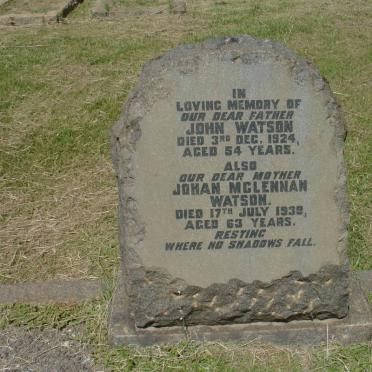 IN
LOVING MEMORY OF
OUR DEAR FATHER
JOHN WATSON
DIED 3RD DEC. 1924,
AGED 54 YEARS.
ALSO
OUR DEAR MOTHER
JOHAN MCLENNAN
WATSON.
DIED 17TH JULY 1939,
AGED 63 YEARS.
RESTING
WHERE NO SHADOWS FALL.